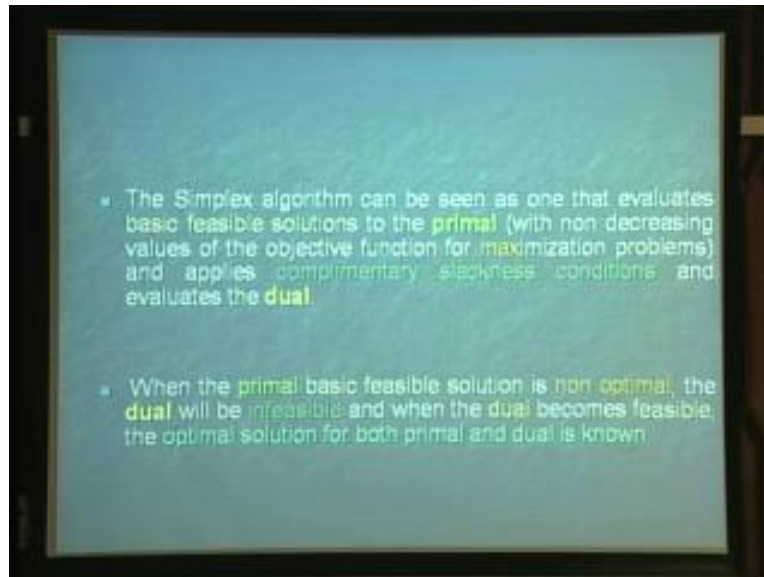 The Simplex algorithm can be seen as one that evaluates
basic feasible solutions to the primal (with non decreasing
values of the objective function for maximization problems)
and applies complimentary slackness conditions and
evaluates the dual.
When the primal basic feasible solution is non optimal, the
dual will be infeasible and when the dual becomes feasible,
the optimal solution for both primal and dual is known.